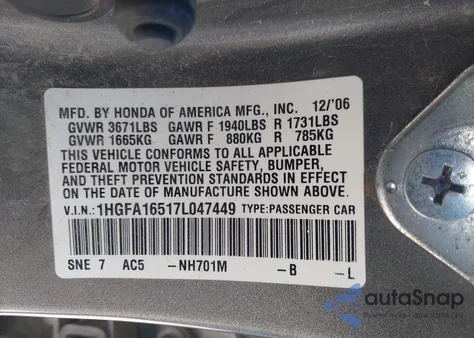 MFD. BY HONDA OF AMERICA MFG., INC. 12/'06
GVWR 3671LBS GAWR F 1940LBS R 1731LBS
GVWR 1665KG GAWR F 880KG R 785KG
THIS VEHICLE CONFORMS TO ALL APPLICABLE
FEDERAL MOTOR VEHICLE SAFETY, BUMPER,
AND THEFT PREVENTION STANDARDS IN EFFECT
ON THE DATE OF MANUFACTURE SHOWN ABOVE.
V.I.N.: 1HGFA16517L047449 TYPE:PASSENGER CAR
SNE 7 AC5 -NH701M -B -L
autaSnap